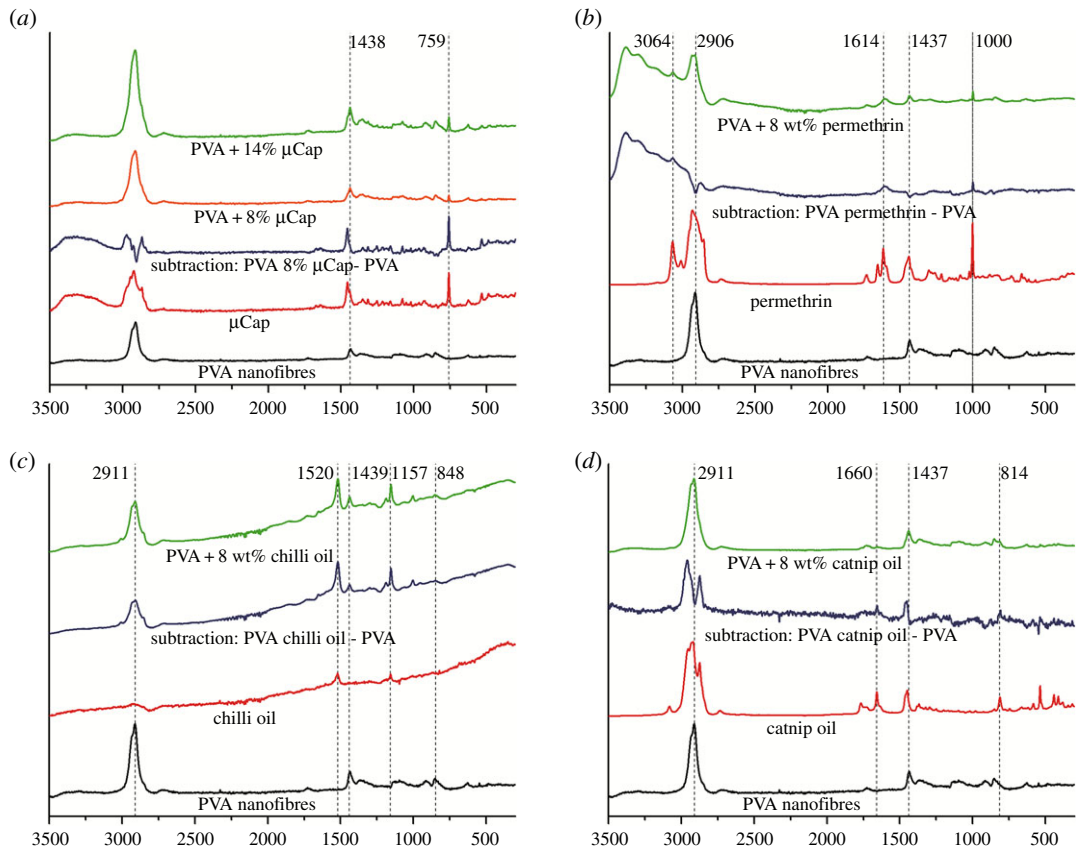 (a)
1438 759
PVA + 14% μCap
PVA + 8% μCap
subtraction: PVA 8% μCap- PVA
μCap
PVA nanofibres
3500 3000 2500 2000 1500 1000 500
(b)
3064 2906 1614 1437 1000
PVA + 8 wt% permethrin
subtraction: PVA permethrin - PVA
permethrin
PVA nanofibres
3500 3000 2500 2000 1500 1000 500
(c)
2911 1520 1439 1157 848
PVA + 8 wt% chilli oil
subtraction: PVA chilli oil - PVA
chilli oil
PVA nanofibres
3500 3000 2500 2000 1500 1000 500
(d)
2911 1660 1437 814
PVA + 8 wt% catnip oil
subtraction: PVA catnip oil - PVA
catnip oil
PVA nanofibres
3500 3000 2500 2000 1500 1000 500